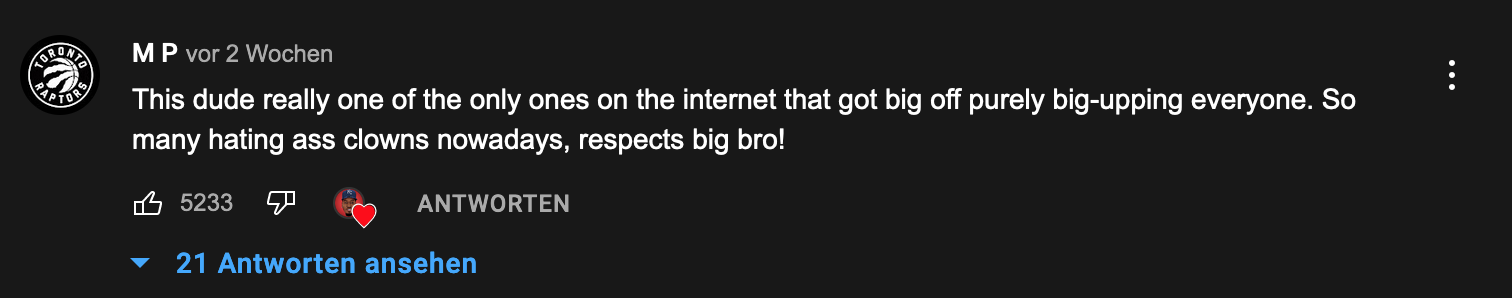 TORONTO
RAPTORS
M P vor 2 Wochen
This dude really one of the only ones on the internet that got big off purely big-upping everyone. So
many hating ass clowns nowadays, respects big bro!
5233
ANTWORTEN
21 Antworten ansehen